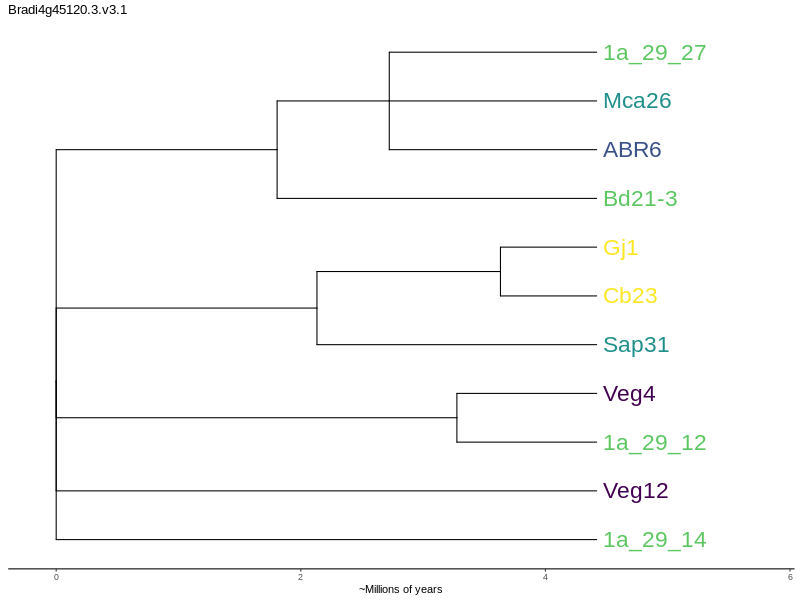 Bradi4g45120.3.v3.1
1a_29_27
Mca26
ABR6
Bd21-3
Gj1
Cb23
Sap31
Veg4
1a_29_12
Veg12
1a_29_14
0 2 4 6
~Millions of years